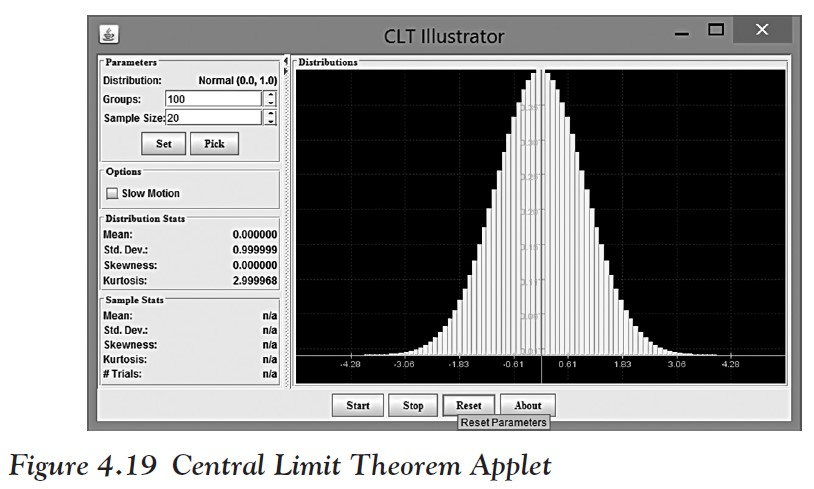 CLT Illustrator
Parameters
Distribution: Normal (0.0, 1.0)
Groups: 100
Sample Size: 20
Set Pick
Options
Slow Motion
Distribution Stats
Mean: 0.000000
Std. Dev.: 0.999999
Skewness: 0.000000
Kurtosis: 2.999968
Sample Stats
Mean: n/a
Std. Dev.: n/a
Skewness: n/a
Kurtosis: n/a
# Trials: n/a
Distributions
-4.28 -3.06 -1.83 -0.61 0.61 1.83 3.06 4.28
Start Stop Reset About
Reset Parameters
Figure 4.19 Central Limit Theorem Applet